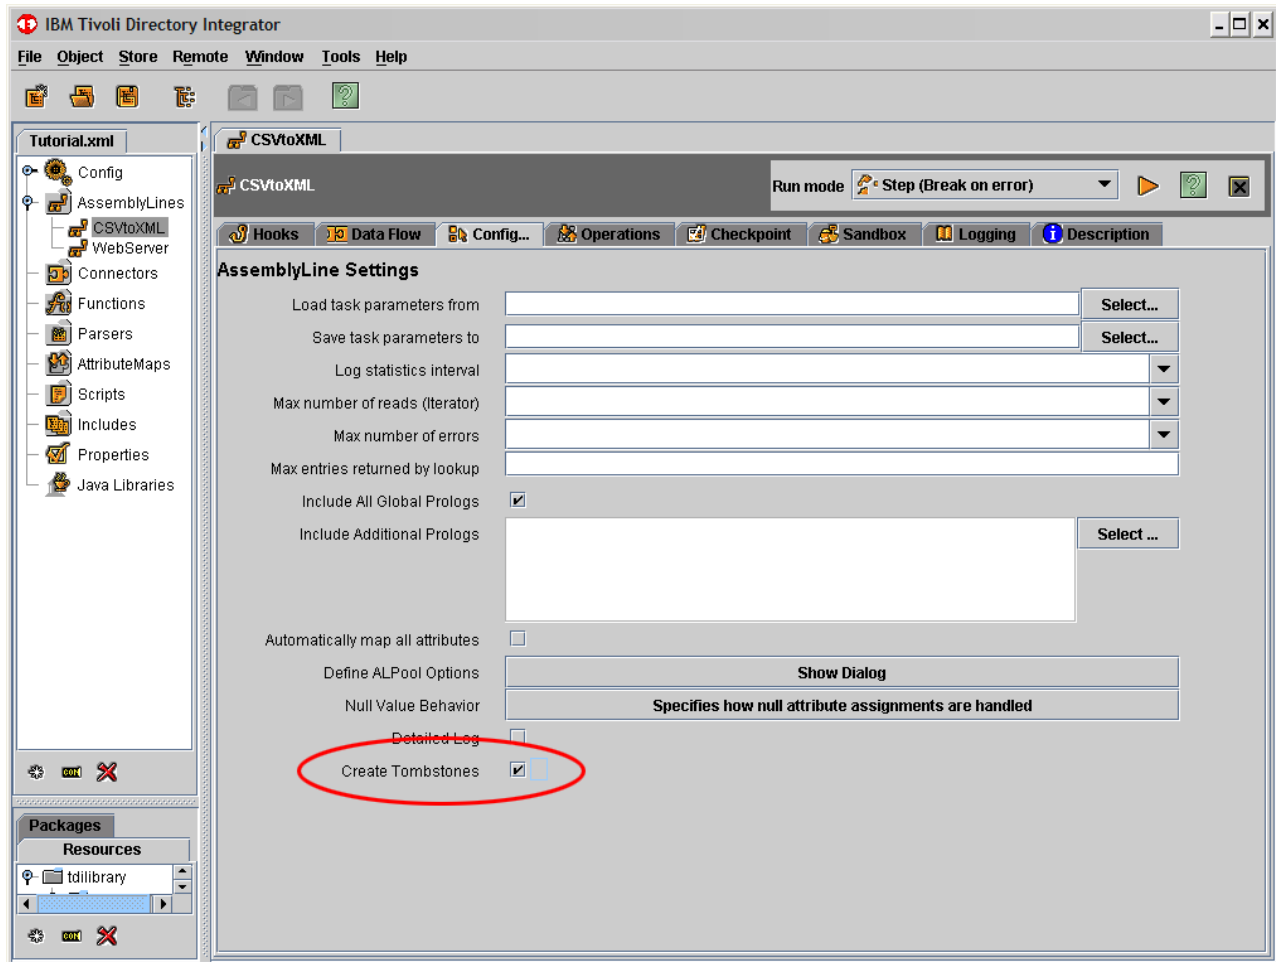 IBM Tivoli Directory Integrator
File Object Store Remote Window Tools Help
Tutorial.xml
Config
AssemblyLines
CSVtoXML
WebServer
Connectors
Functions
Parsers
AttributeMaps
Scripts
Includes
Properties
Java Libraries
CON
Packages
Resources
tdilibrary
CON
CSVtoXML
CSVtoXML
Run mode Step (Break on error)
Hooks Data Flow Config... Operations Checkpoint Sandbox Logging Description
AssemblyLine Settings
Load task parameters from Select...
Save task parameters to Select...
Log statistics interval
Max number of reads (Iterator)
Max number of errors
Max entries returned by lookup
Include All Global Prologs
Include Additional Prologs Select ...
Automatically map all attributes
Define ALPool Options Show Dialog
Null Value Behavior Specifies how null attribute assignments are handled
Detailed Log
Create Tombstones